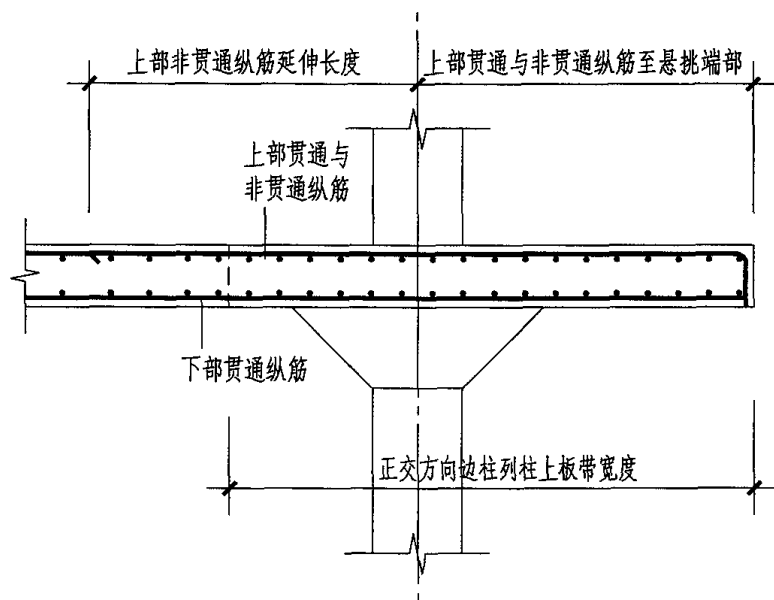 上部非贯通纵筋延伸长度
上部贯通与非贯通纵筋至悬挑端部
上部贯通与
非贯通纵筋
下部贯通纵筋
正交方向边柱列柱上板带宽度